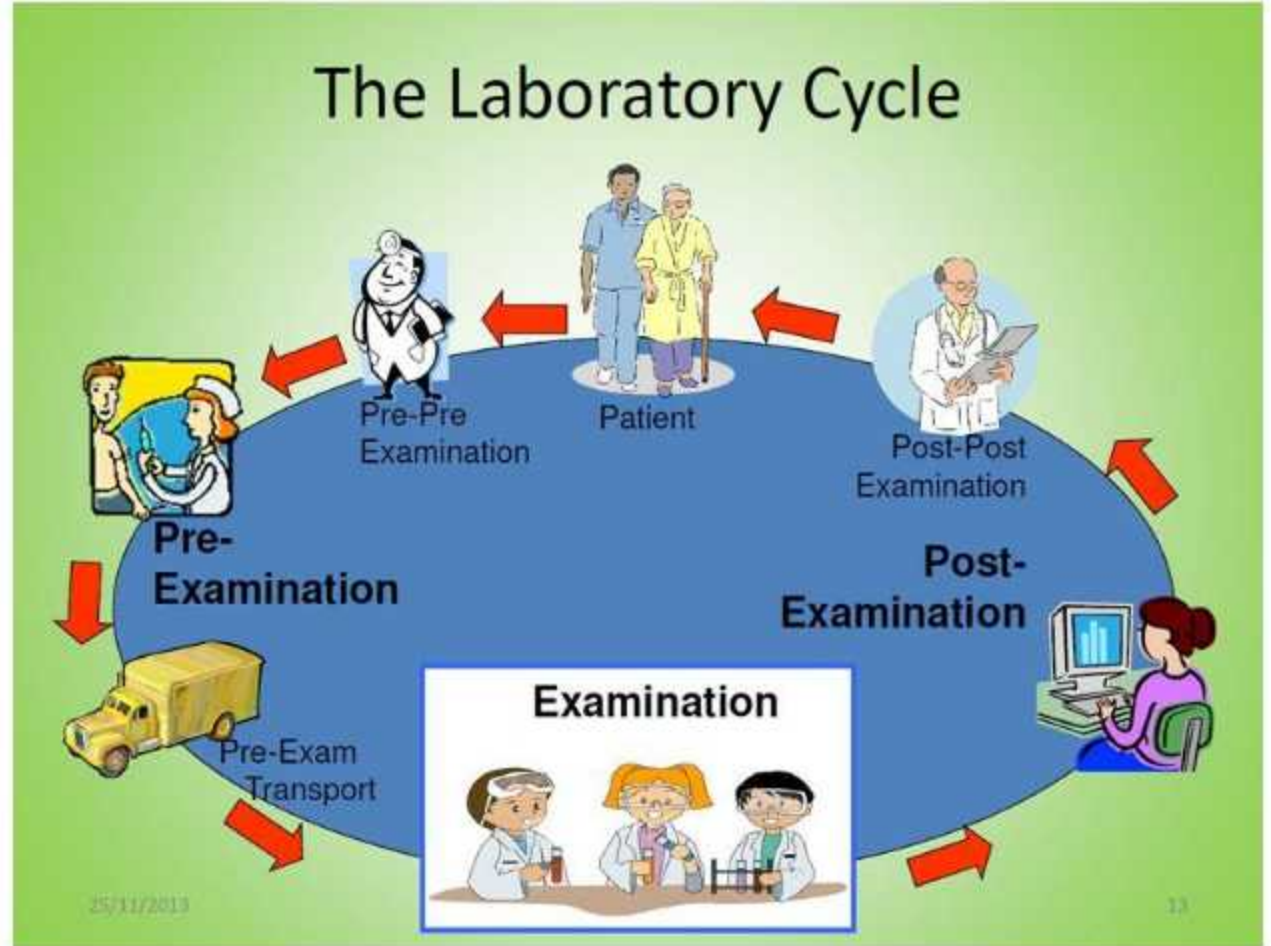 The Laboratory Cycle
Pre-Pre
Examination
Patient
Post-Post
Examination
Pre-
Examination
Post-
Examination
Examination
Pre-Exam
Transport
25/11/2013
13